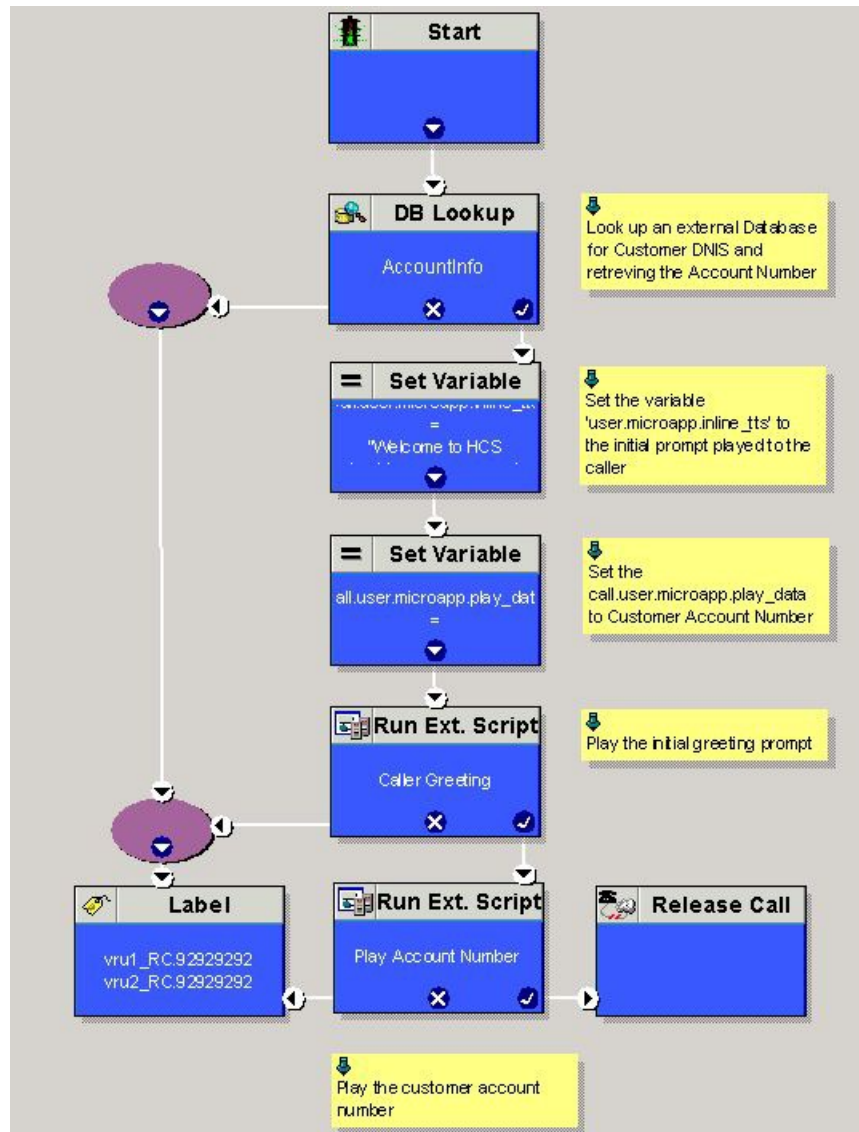 Start
DB Lookup
AccountInfo
Look up an external Database
for Customer DNIS and
retreving the Account Number
= Set Variable
=
"Welcome to HCS
Set the variable
'user.microapp.inline_tts' to
the initial prompt played to the
caller
= Set Variable
all.user.microapp.play_dat
=
Set the
call.user.microapp.play_data
to Customer Account Number
Run Ext. Script
Caller Greeting
Play the initial greeting prompt
Label
vru1_RC.92929292
vru2_RC.92929292
Run Ext. Script
Play Account Number
Release Call
Play the customer account
number